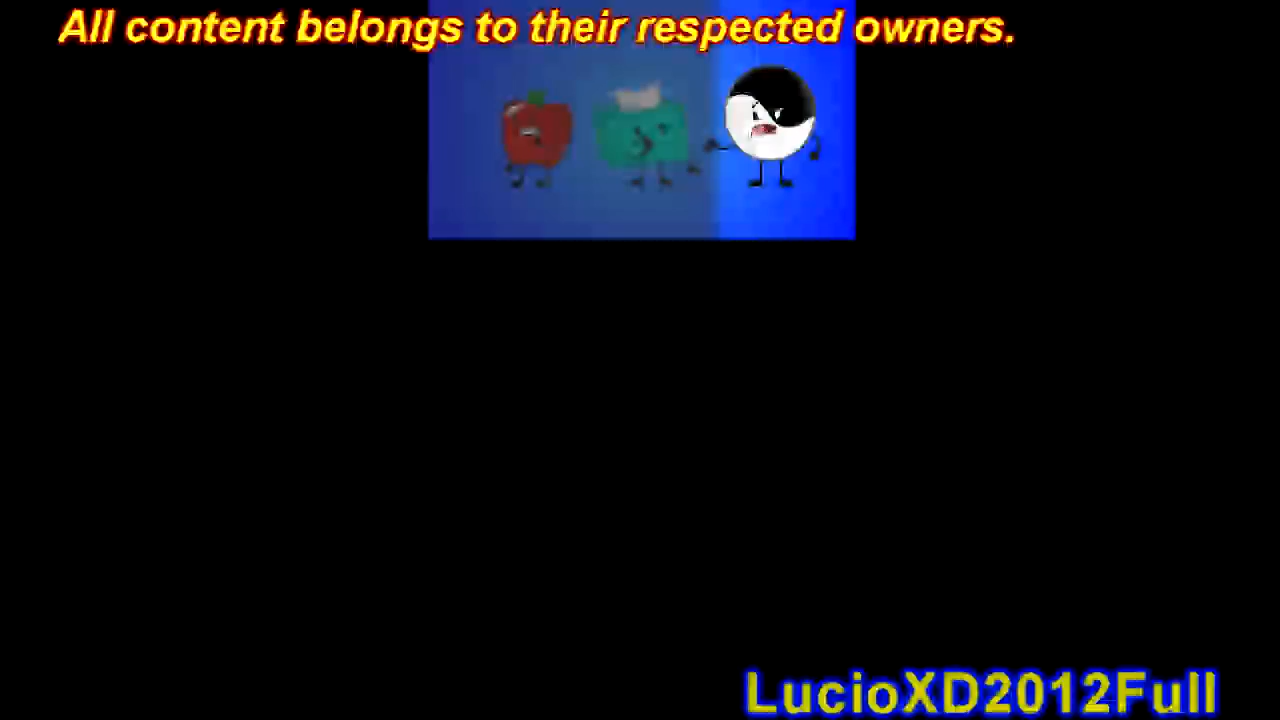 All content belongs to their respected owners.
LucioXD2012Full